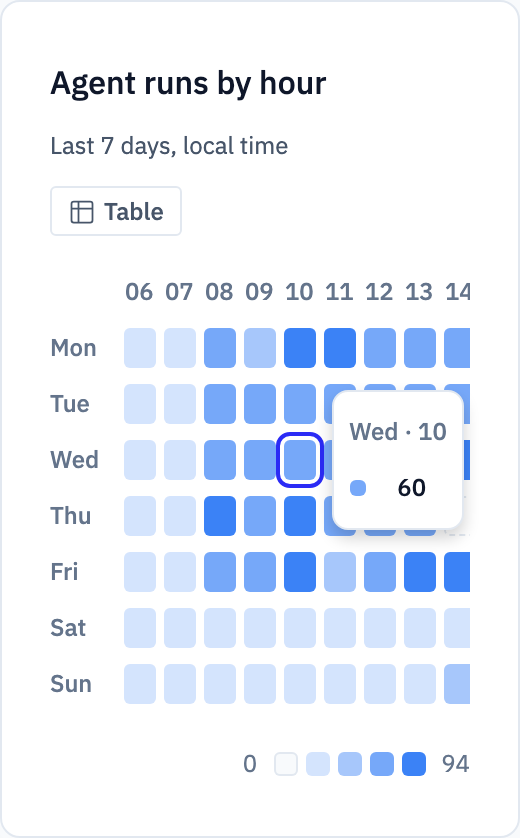 Agent runs by hour
Last 7 days, local time
Table
06 07 08 09 10 11 12 13 14
Mon
Tue
Wed
Thu
Fri
Sat
Sun
Wed · 10
60
0 94